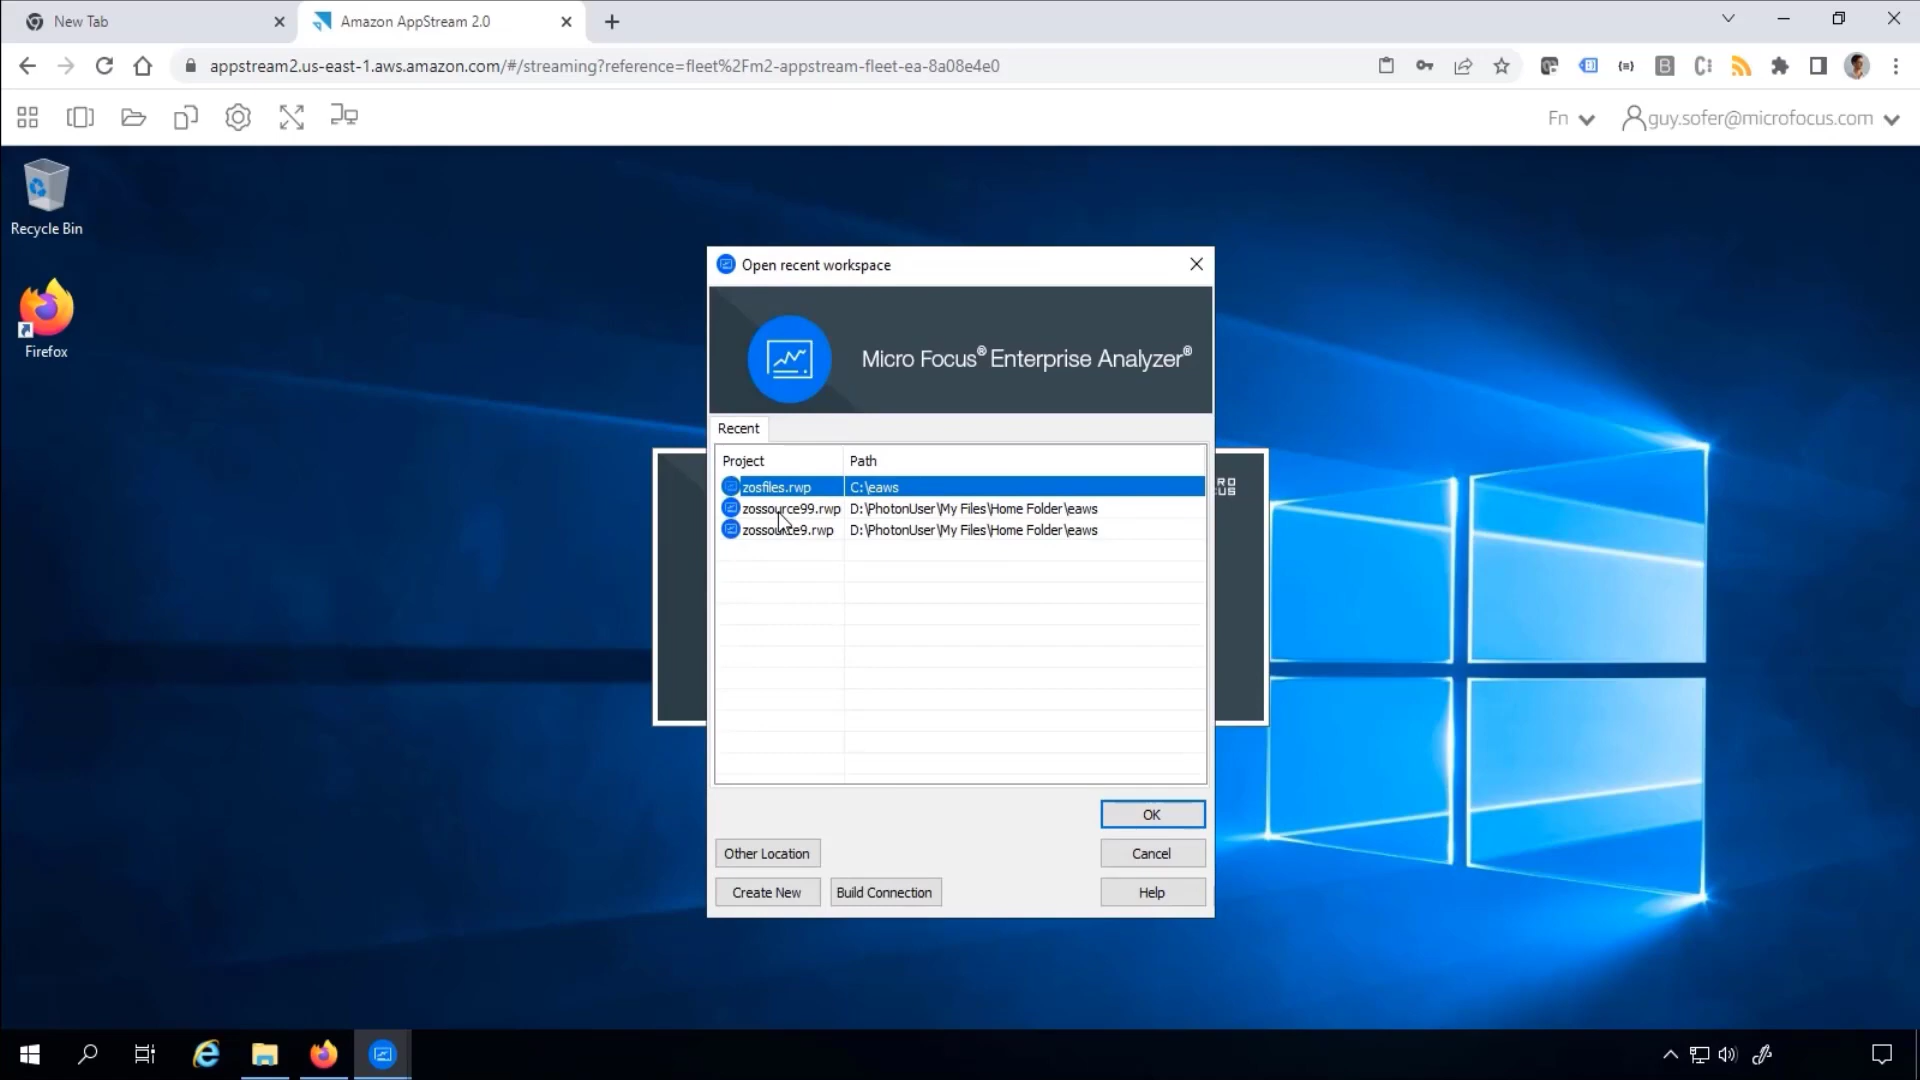 New Tab
Amazon AppStream 2.0
appstream2.us-east-1.aws.amazon.com/#/streaming?reference=fleet%2Fm2-appstream-fleet-ea-8a08e4e0
Fn
guy.sofer@microfocus.com
Recycle Bin
Firefox
Open recent workspace
Micro Focus® Enterprise Analyzer®
Recent
Project Path
zosfiles.rwp C:\eaws
zossource99.rwp D:\PhotonUser\My Files\Home Folder\eaws
zossource9.rwp D:\PhotonUser\My Files\Home Folder\eaws
OK
Other Location Cancel
Create New Build Connection Help